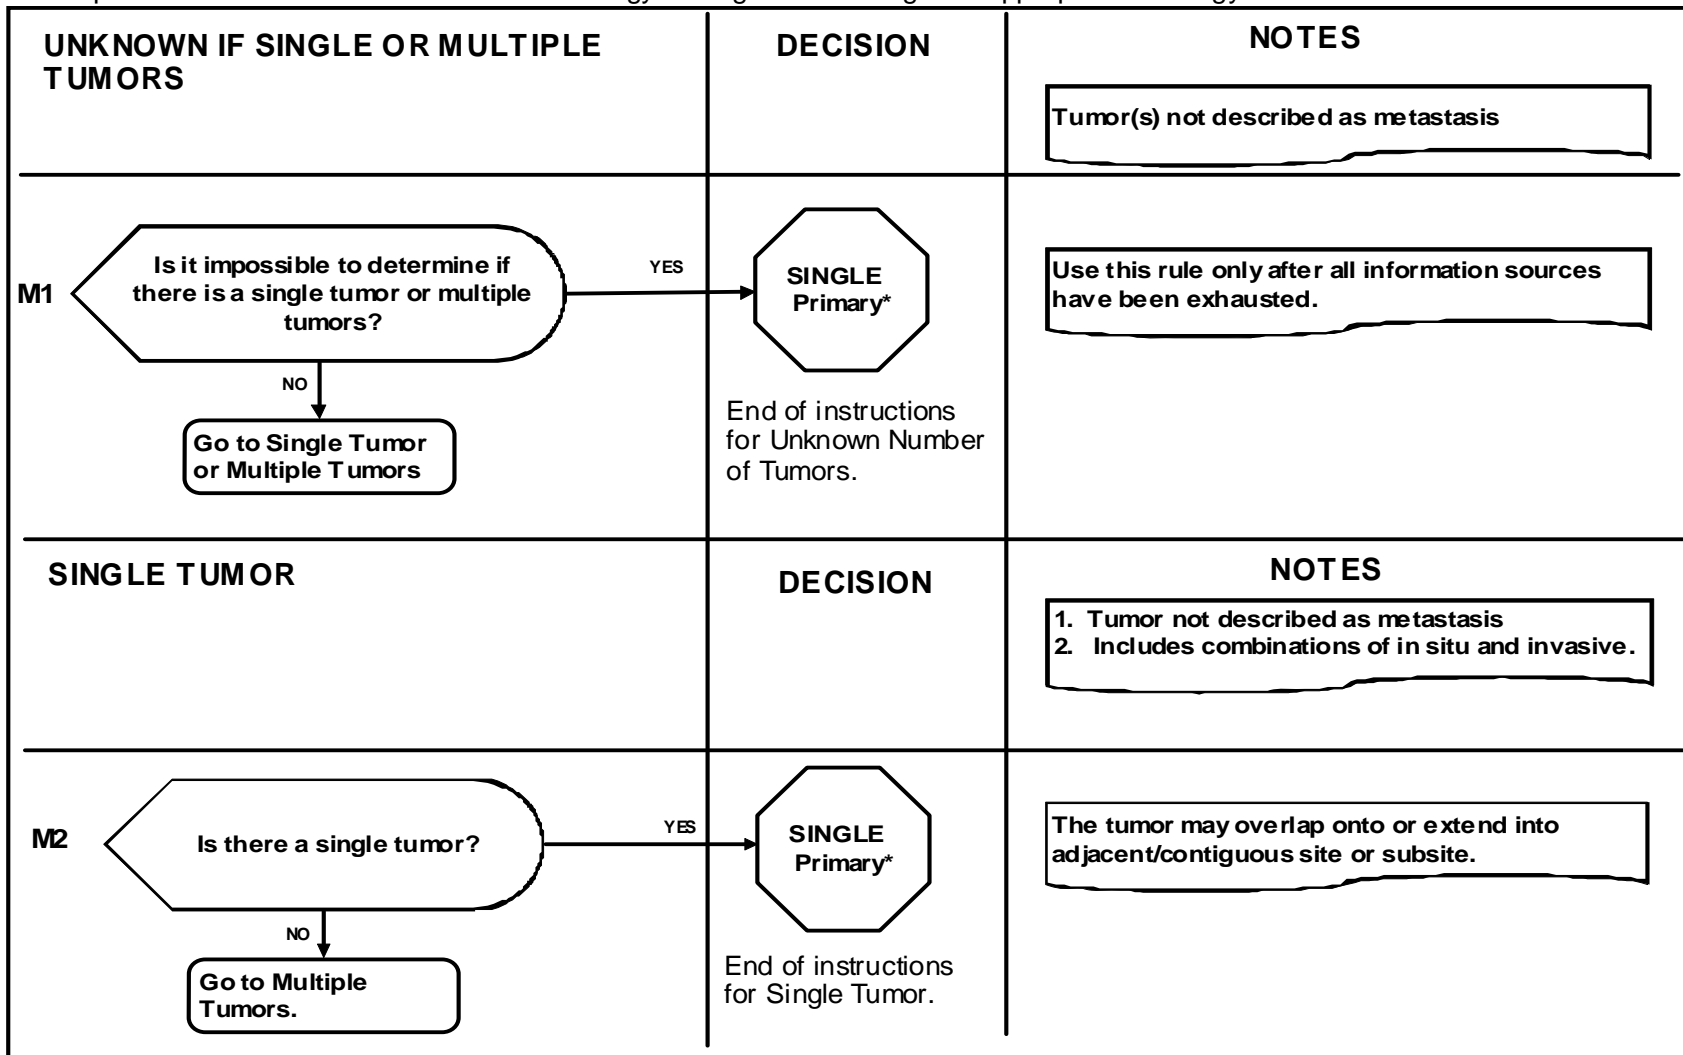 UNKNOWN IF SINGLE OR MULTIPLE
TUMORS
DECISION
NOTES
Tumor(s) not described as metastasis
M1
Is it impossible to determine if
there is a single tumor or multiple
tumors?
YES
SINGLE
Primary*
Use this rule only after all information sources
have been exhausted.
NO
Go to Single Tumor
or Multiple Tumors
End of instructions
for Unknown Number
of Tumors.
SINGLE TUMOR
DECISION
NOTES
1. Tumor not described as metastasis
2. Includes combinations of in situ and invasive.
M2
Is there a single tumor?
YES
SINGLE
Primary*
The tumor may overlap onto or extend into
adjacent/contiguous site or subsite.
NO
Go to Multiple
Tumors.
End of instructions
for Single Tumor.